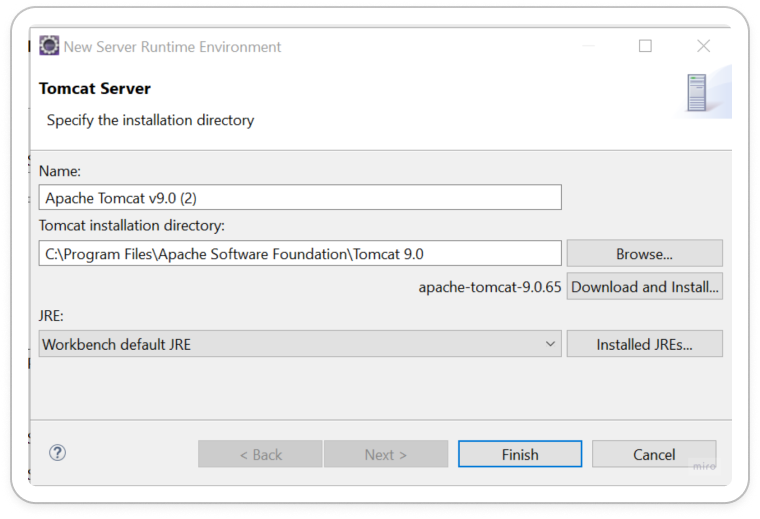 New Server Runtime Environment
Tomcat Server
Specify the installation directory
Name:
Apache Tomcat v9.0 (2)
Tomcat installation directory:
C:\Program Files\Apache Software Foundation\Tomcat 9.0
Browse...
apache-tomcat-9.0.65
Download and Install...
JRE:
Workbench default JRE
Installed JREs...
?
< Back
Next >
Finish
Cancel
miro